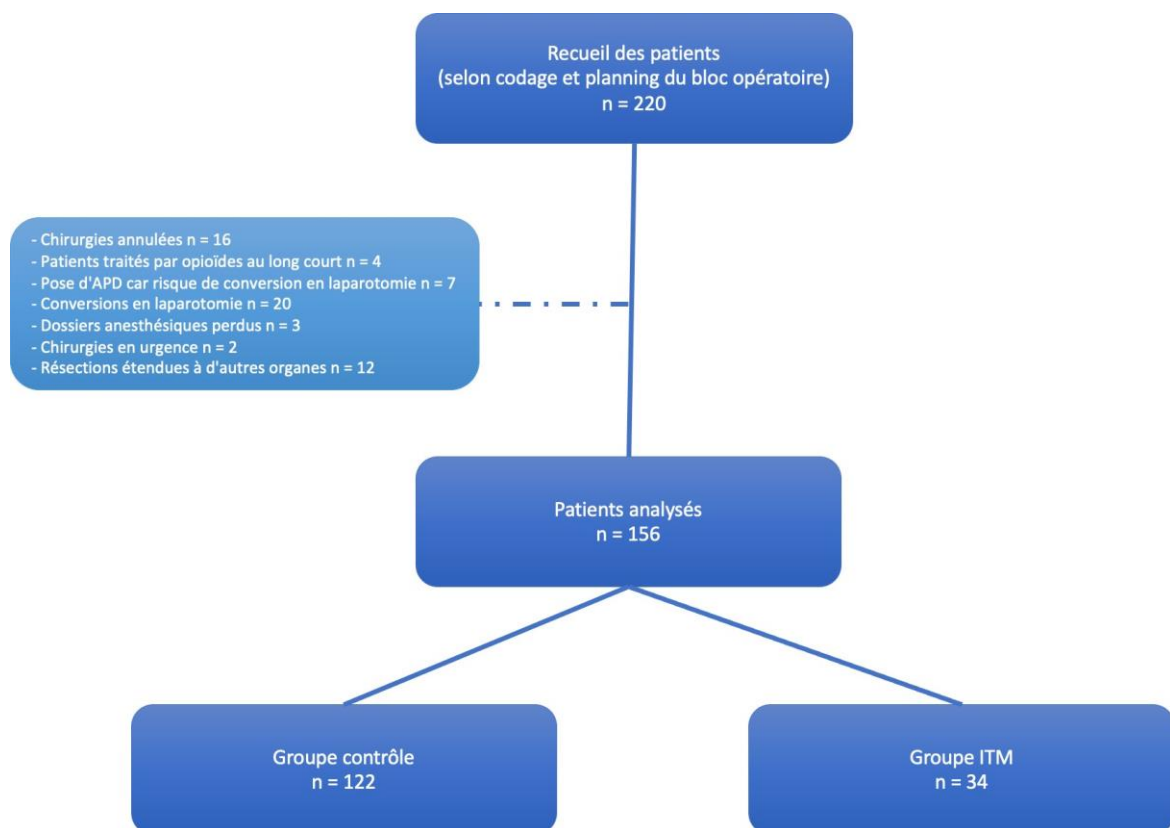 Recueil des patients
(selon codage et planning du bloc opératoire)
n = 220
- Chirurgies annulées n = 16
- Patients traités par opioïdes au long court n = 4
- Pose d'APD car risque de conversion en laparotomie n = 7
- Conversions en laparotomie n = 20
- Dossiers anesthésiques perdus n = 3
- Chirurgies en urgence n = 2
- Résections étendues à d'autres organes n = 12
Patients analysés
n = 156
Groupe contrôle
n = 122
Groupe ITM
n = 34